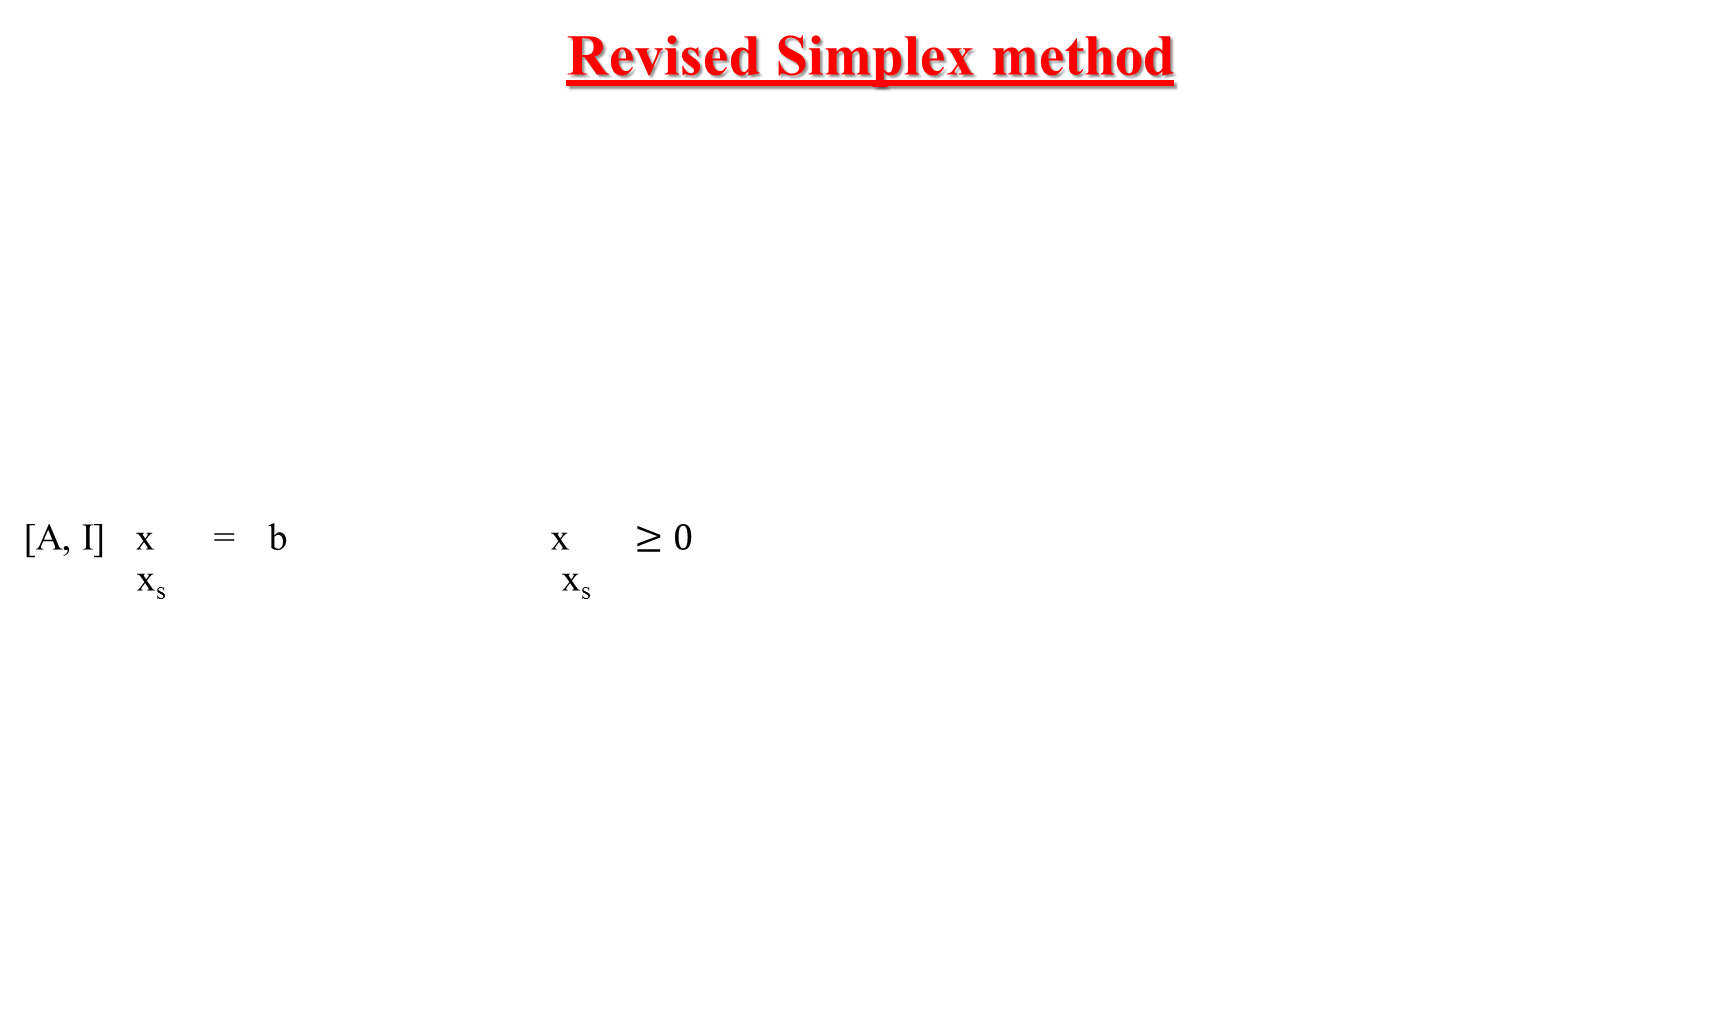 Revised Simplex method
[A, I] x = b x ≥ 0
xₛ xₛ